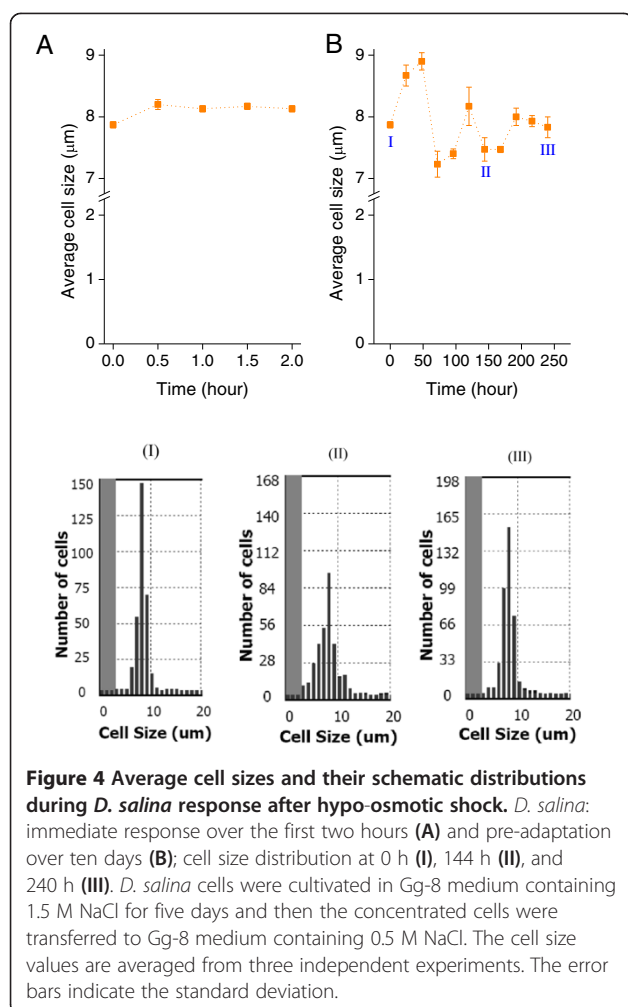 A
B
9
8
7
2
1
0
Average cell size (μm)
0.0 0.5 1.0 1.5 2.0
Time (hour)
9
8
7
2
1
0
Average cell size (μm)
I
II
III
0 50 100 150 200 250
Time (hour)
(I)
150
125
100
75
50
25
0
Number of cells
0 10 20
Cell Size (um)
(II)
168
140
112
84
56
28
0
Number of cells
0 10 20
Cell Size (um)
(III)
198
165
132
99
66
33
0
Number of cells
0 10 20
Cell Size (um)
Figure 4 Average cell sizes and their schematic distributions
during D. salina response after hypo-osmotic shock. D. salina:
immediate response over the first two hours (A) and pre-adaptation
over ten days (B); cell size distribution at 0 h (I), 144 h (II), and
240 h (III). D. salina cells were cultivated in Gg-8 medium containing
1.5 M NaCl for five days and then the concentrated cells were
transferred to Gg-8 medium containing 0.5 M NaCl. The cell size
values are averaged from three independent experiments. The error
bars indicate the standard deviation.